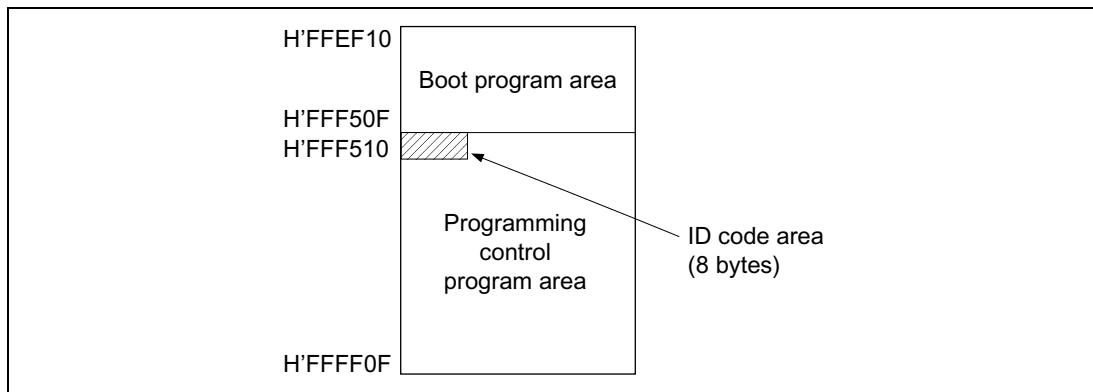 H'FFEF10
Boot program area
H'FFF50F
H'FFF510
Programming
control
program area
ID code area
(8 bytes)
H'FFFF0F